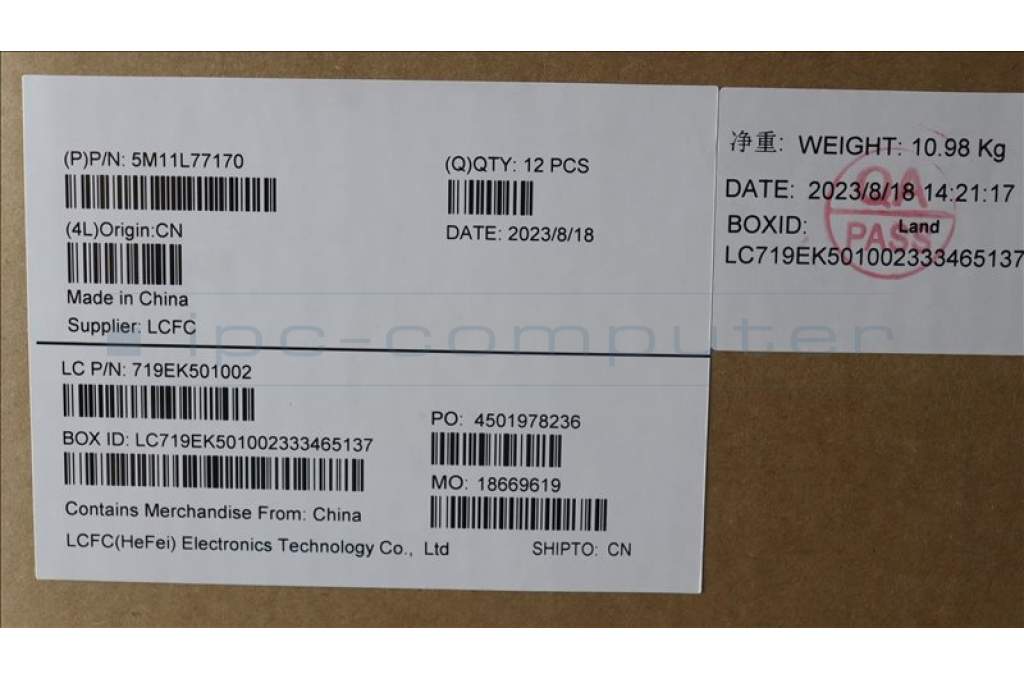 (P)P/N: 5M11L77170
(Q)QTY: 12 PCS
(4L)Origin:CN
DATE: 2023/8/18
Made in China
Supplier: LCFC
LC P/N: 719EK501002
PO: 4501978236
BOX ID: LC719EK501002333465137
MO: 18669619
Contains Merchandise From: China
LCFC(HeFei) Electronics Technology Co., Ltd
SHIPTO: CN
净重: WEIGHT: 10.98 Kg
DATE: 2023/8/18 14:21:17
BOXID: Land
LC719EK501002333465137
QA
PASS
ipc-computer